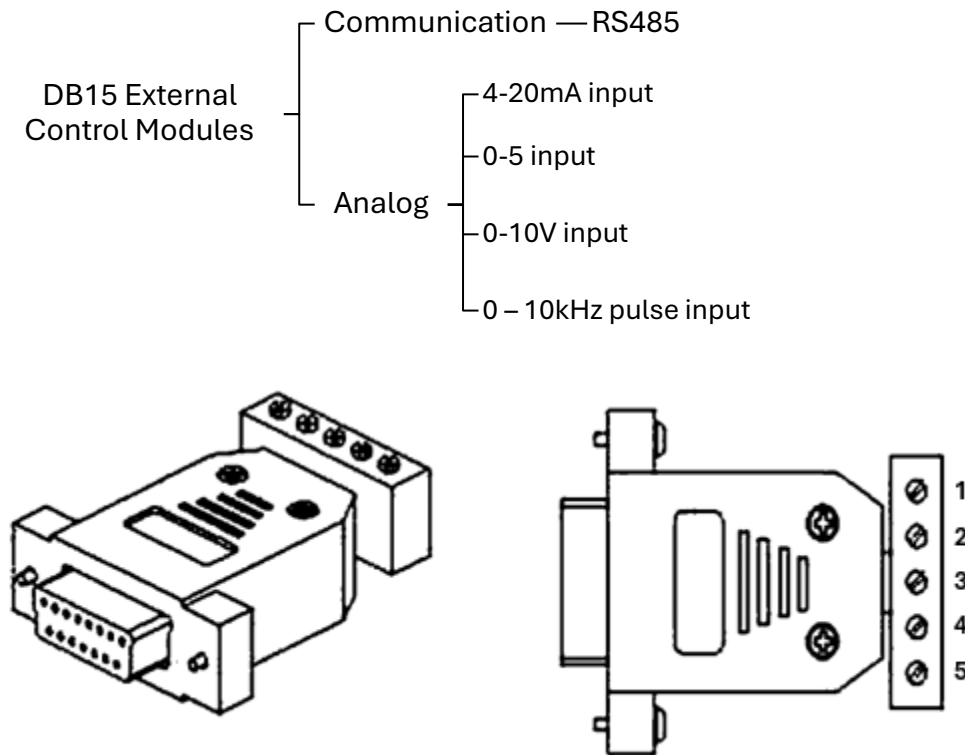 Communication — RS485
DB15 External
Control Modules
4-20mA input
0-5 input
Analog
0-10V input
0 – 10kHz pulse input
1
2
3
4
5